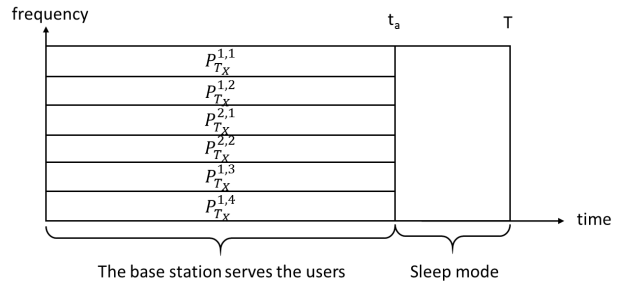 frequency
t_a T
P_{T_X}^{1,1}
P_{T_X}^{1,2}
P_{T_X}^{2,1}
P_{T_X}^{2,2}
P_{T_X}^{1,3}
P_{T_X}^{1,4}
time
The base station serves the users Sleep mode